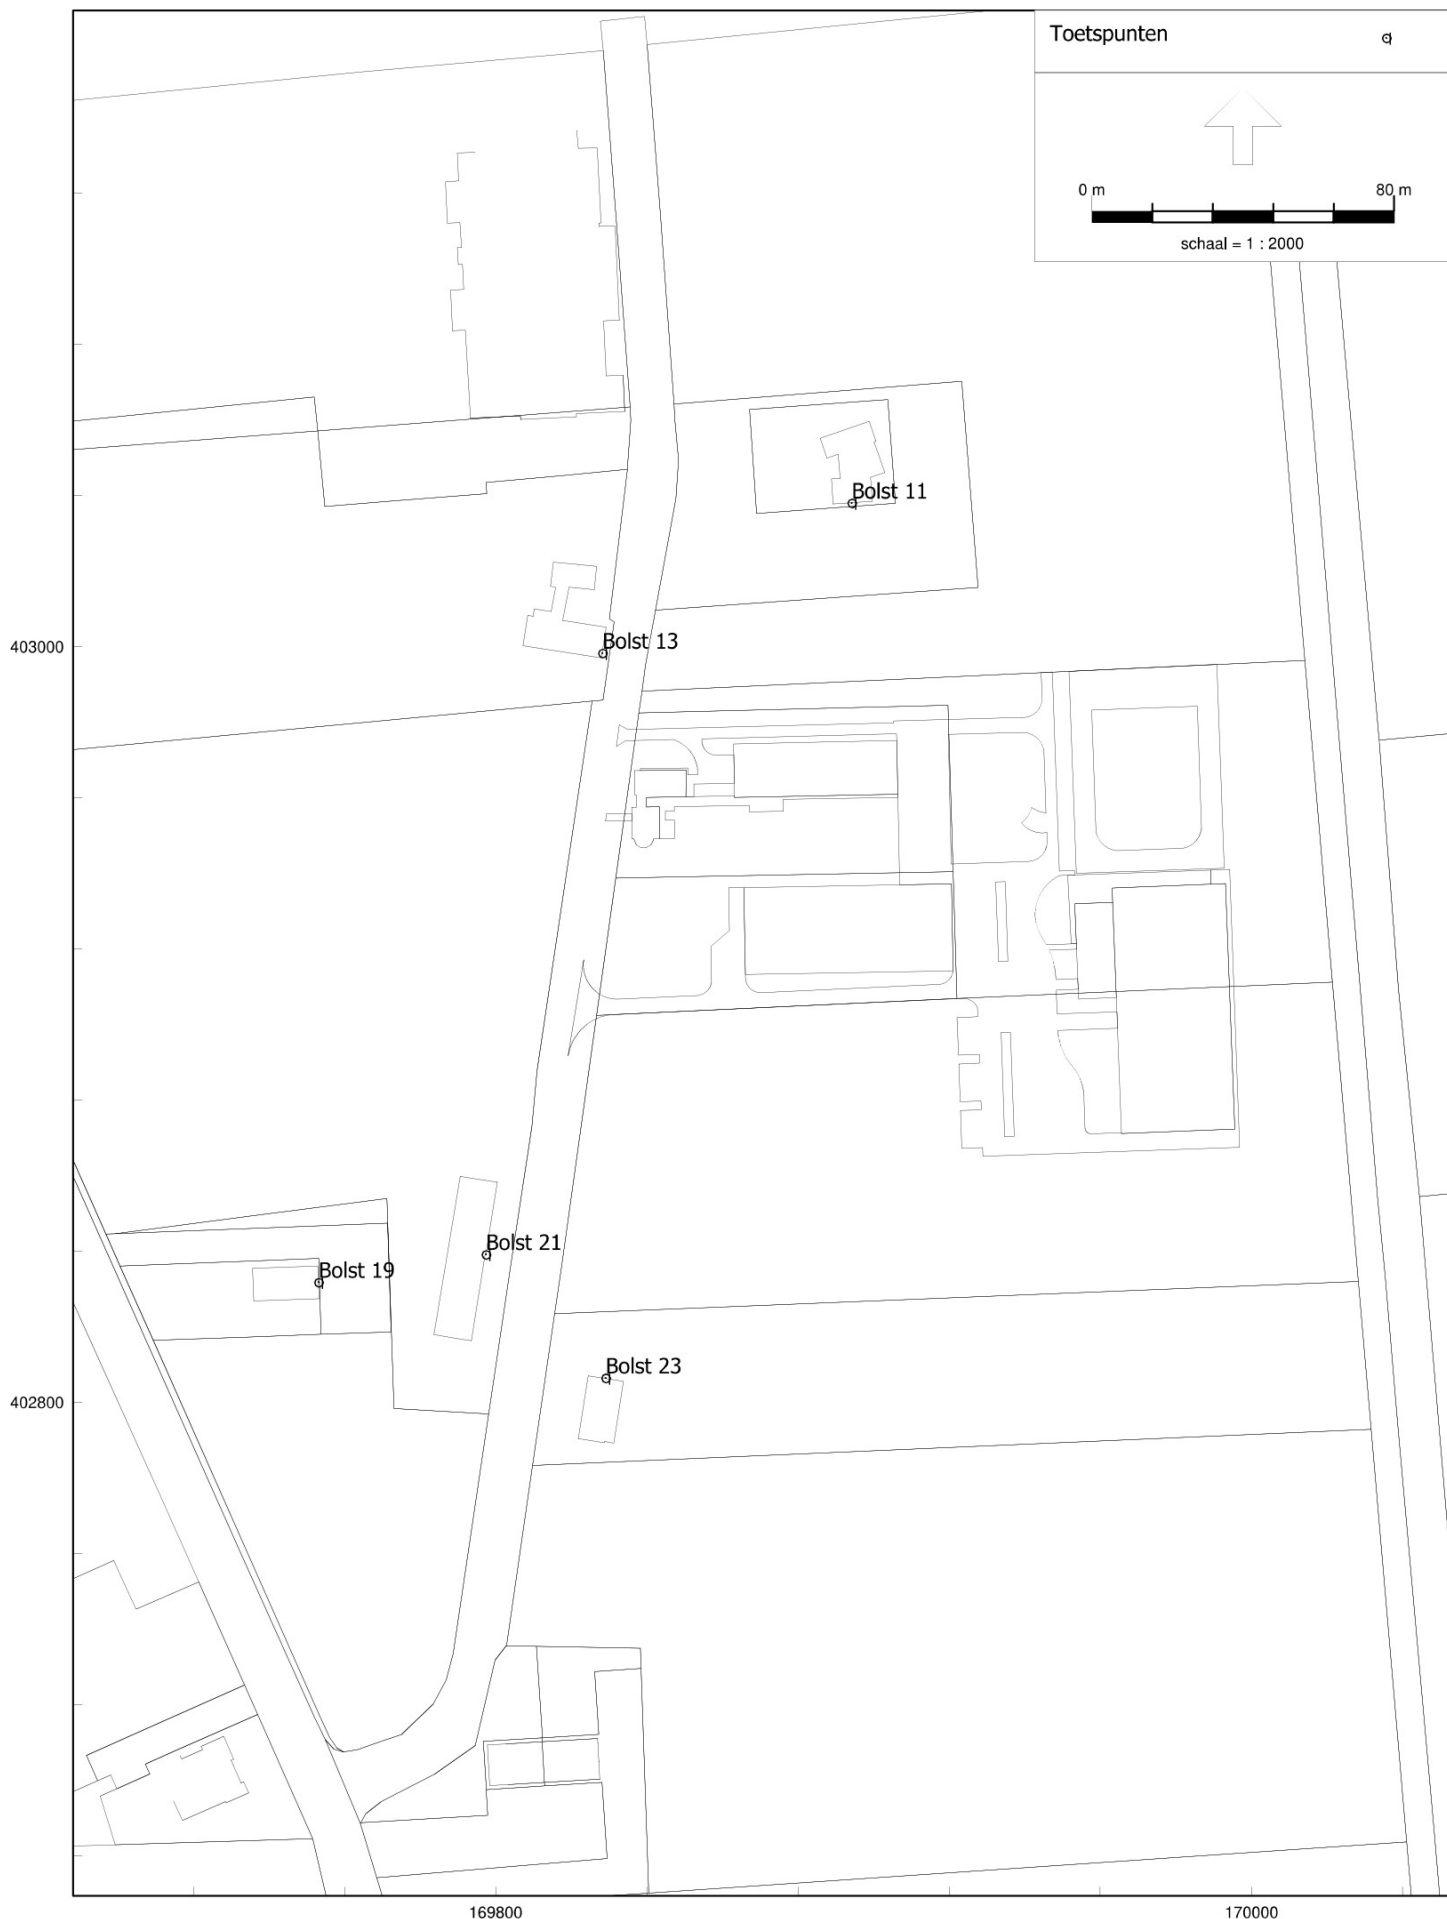 Toetspunten
0 m 80 m
schaal = 1 : 2000
Bolst 11
Bolst 13
403000
Bolst 21
Bolst 19
Bolst 23
402800
169800 170000